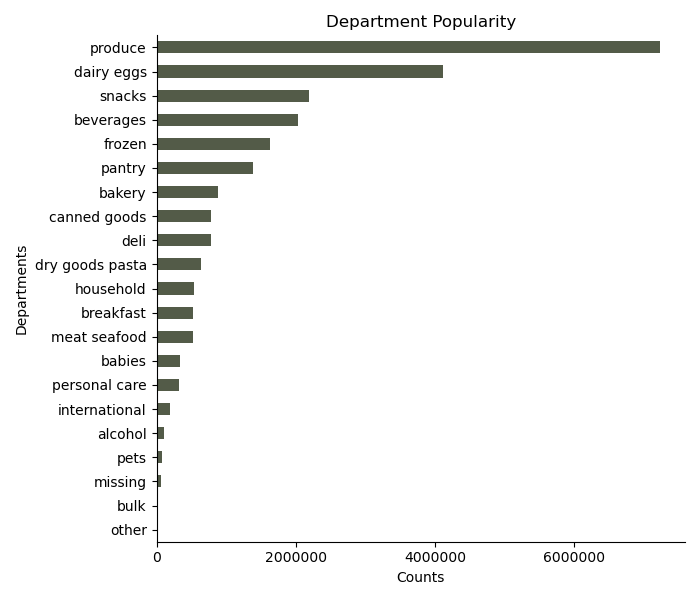 Department Popularity
produce
dairy eggs
snacks
beverages
frozen
pantry
bakery
canned goods
deli
dry goods pasta
household
breakfast
meat seafood
babies
personal care
international
alcohol
pets
missing
bulk
other
Departments
0 2000000 4000000 6000000
Counts